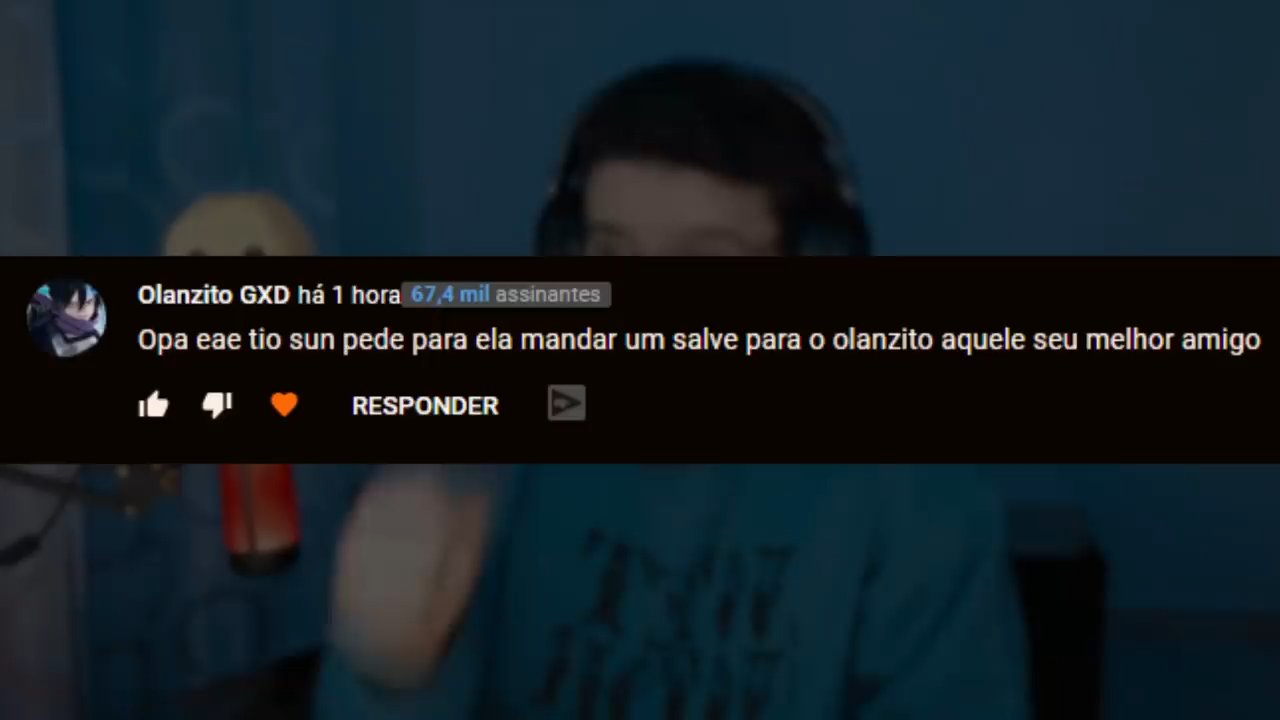 Olanzito GXD há 1 hora 67,4 mil assinantes
Opa eae tio sun pede para ela mandar um salve para o olanzito aquele seu melhor amigo
RESPONDER